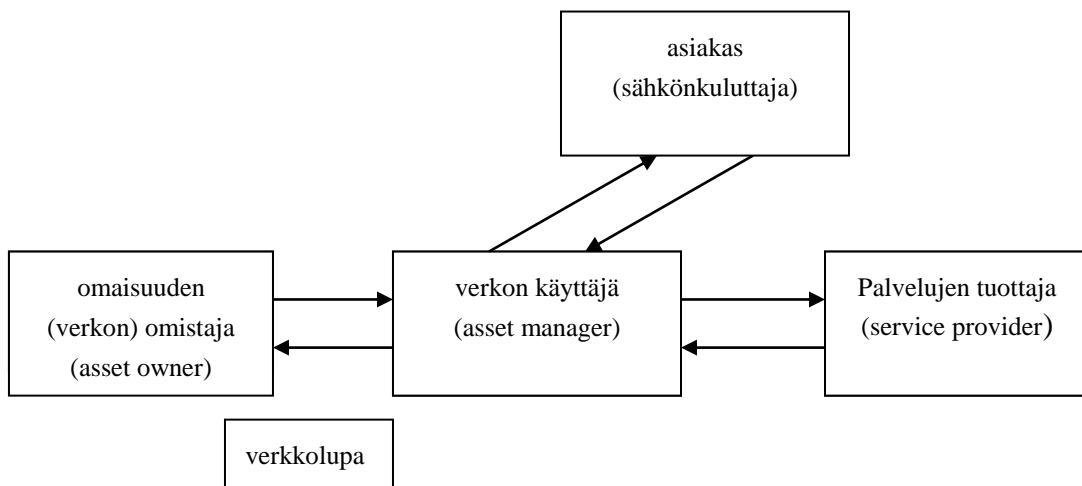 asiakas
(sähkönkuluttaja)
omaisuuden
(verkon) omistaja
(asset owner)
verkon käyttäjä
(asset manager)
Palvelujen tuottaja
(service provider)
verkkolupa